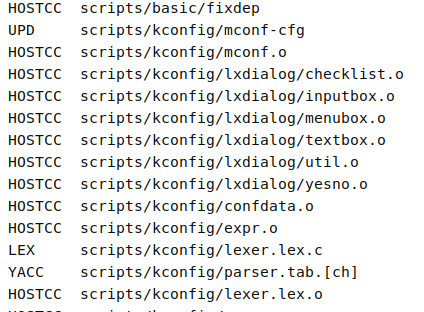 HOSTCC  scripts/basic/fixdep
UPD     scripts/kconfig/mconf-cfg
HOSTCC  scripts/kconfig/mconf.o
HOSTCC  scripts/kconfig/lxdialog/checklist.o
HOSTCC  scripts/kconfig/lxdialog/inputbox.o
HOSTCC  scripts/kconfig/lxdialog/menubox.o
HOSTCC  scripts/kconfig/lxdialog/textbox.o
HOSTCC  scripts/kconfig/lxdialog/util.o
HOSTCC  scripts/kconfig/lxdialog/yesno.o
HOSTCC  scripts/kconfig/confdata.o
HOSTCC  scripts/kconfig/expr.o
LEX     scripts/kconfig/lexer.lex.c
YACC    scripts/kconfig/parser.tab.[ch]
HOSTCC  scripts/kconfig/lexer.lex.o